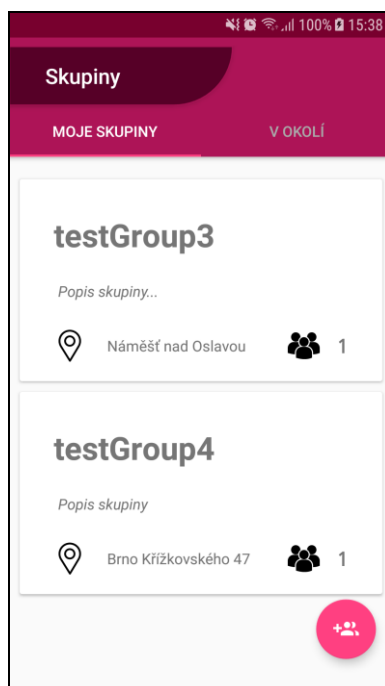 100% 15:38
Skupiny
MOJE SKUPINY V OKOLÍ
testGroup3
Popis skupiny...
Náměšť nad Oslavou 1
testGroup4
Popis skupiny
Brno Křížkovského 47 1